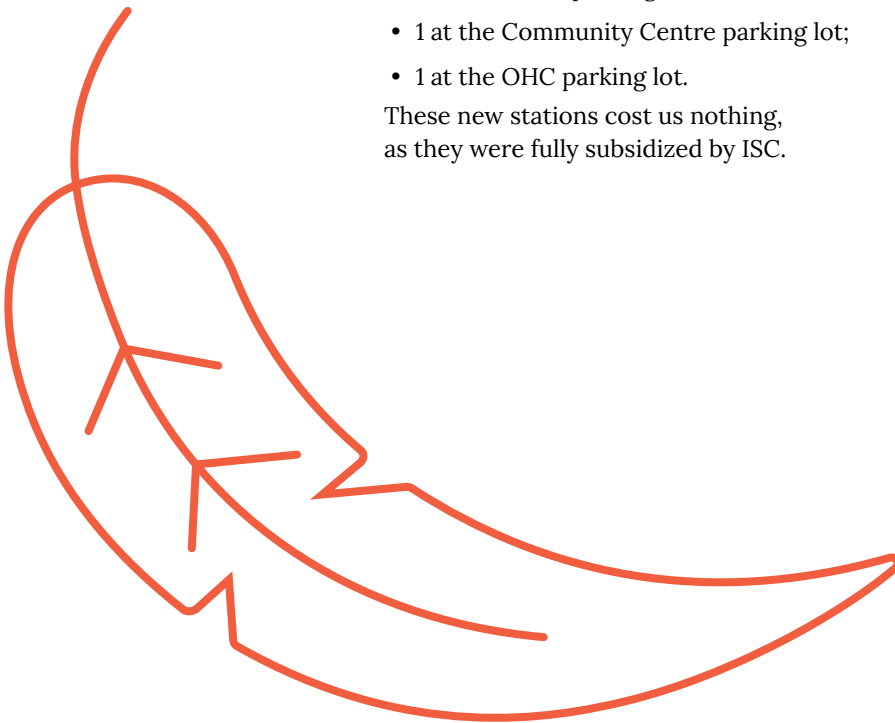 • 1 at the Community Centre parking lot;
• 1 at the OHC parking lot.
These new stations cost us nothing,
as they were fully subsidized by ISC.